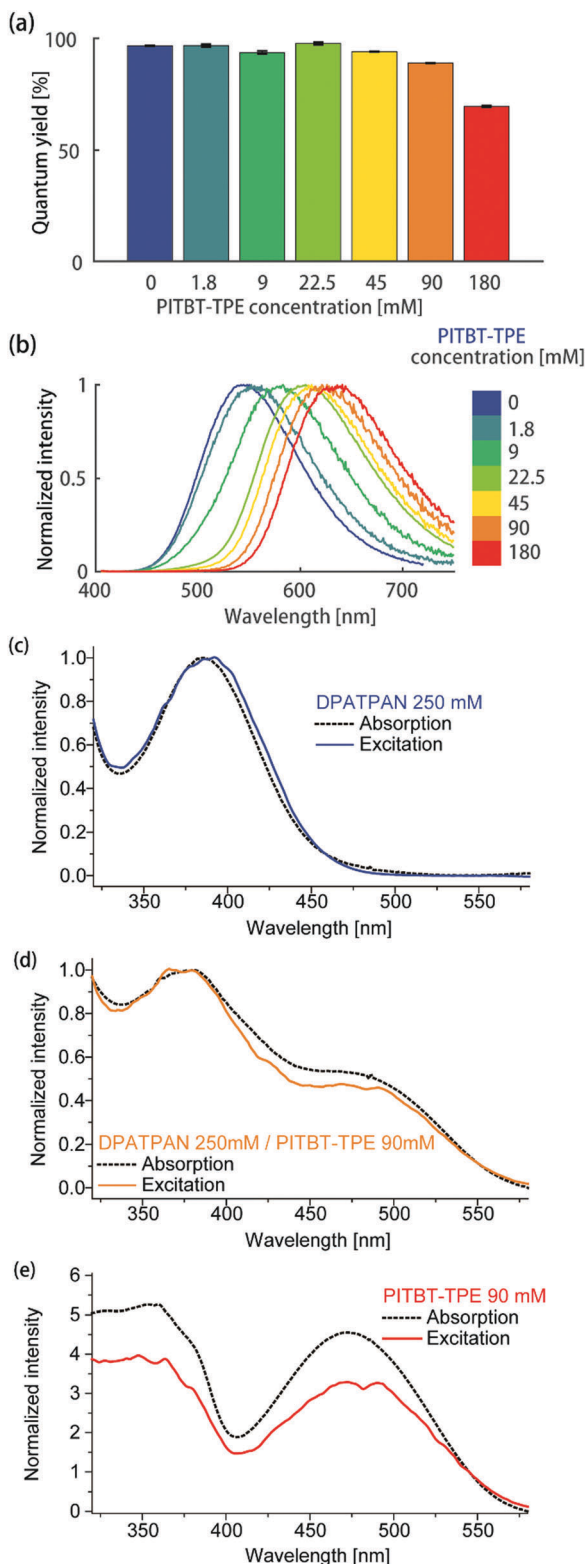 (a)
100
50
0
Quantum yield [%]
0 1.8 9 22.5 45 90 180
PITBT-TPE concentration [mM]
(b)
PITBT-TPE
concentration [mM]
1
0.5
0
Normalized intensity
400 500 600 700
Wavelength [nm]
0
1.8
9
22.5
45
90
180
(c)
1.0
0.8
0.6
0.4
0.2
0.0
Normalized intensity
DPATPAN 250 mM
Absorption
Excitation
350 400 450 500 550
Wavelength [nm]
(d)
1.0
0.8
0.6
0.4
0.2
0.0
Normalized intensity
DPATPAN 250mM / PITBT-TPE 90mM
Absorption
Excitation
350 400 450 500 550
Wavelength [nm]
(e)
6
5
4
3
2
1
0
Normalized intensity
PITBT-TPE 90 mM
Absorption
Excitation
350 400 450 500 550
Wavelength [nm]